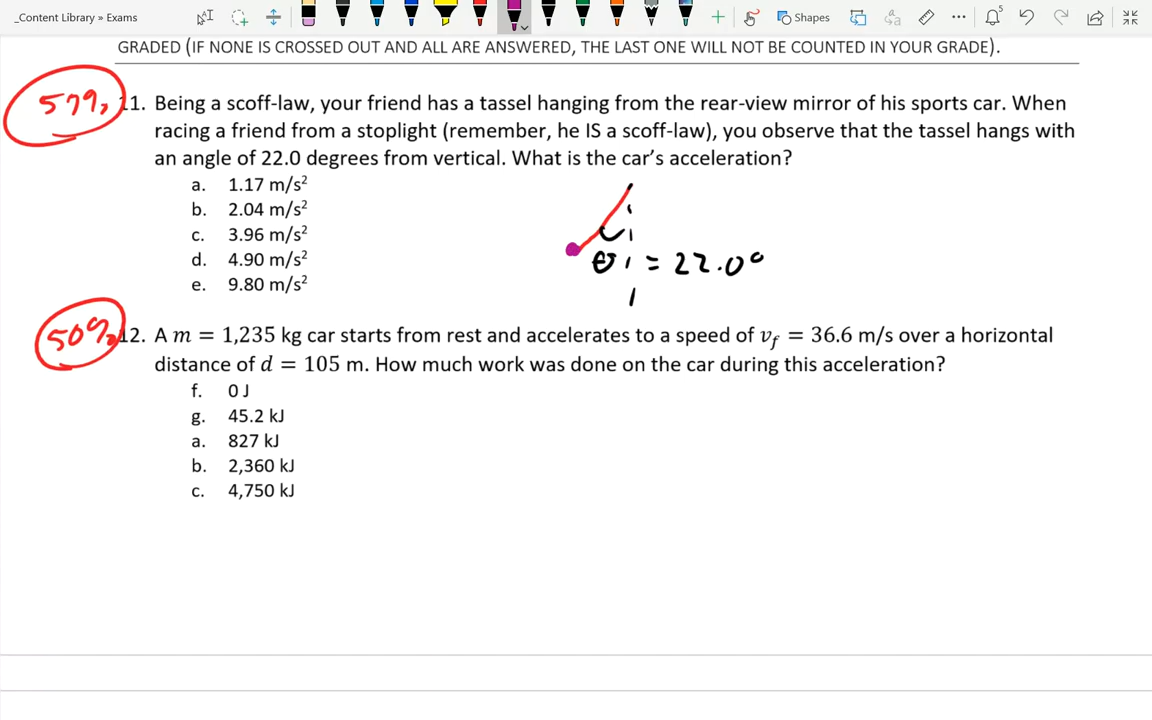 _Content Library » Exams
Shapes
5
GRADED (IF NONE IS CROSSED OUT AND ALL ARE ANSWERED, THE LAST ONE WILL NOT BE COUNTED IN YOUR GRADE).
57% 11. Being a scoff-law, your friend has a tassel hanging from the rear-view mirror of his sports car. When
racing a friend from a stoplight (remember, he IS a scoff-law), you observe that the tassel hangs with
an angle of 22.0 degrees from vertical. What is the car’s acceleration?
a. 1.17 m/s²
b. 2.04 m/s²
c. 3.96 m/s²
d. 4.90 m/s²
e. 9.80 m/s²
θ = 22.0°
50% 12. A m = 1,235 kg car starts from rest and accelerates to a speed of v_f = 36.6 m/s over a horizontal
distance of d = 105 m. How much work was done on the car during this acceleration?
f. 0 J
g. 45.2 kJ
a. 827 kJ
b. 2,360 kJ
c. 4,750 kJ